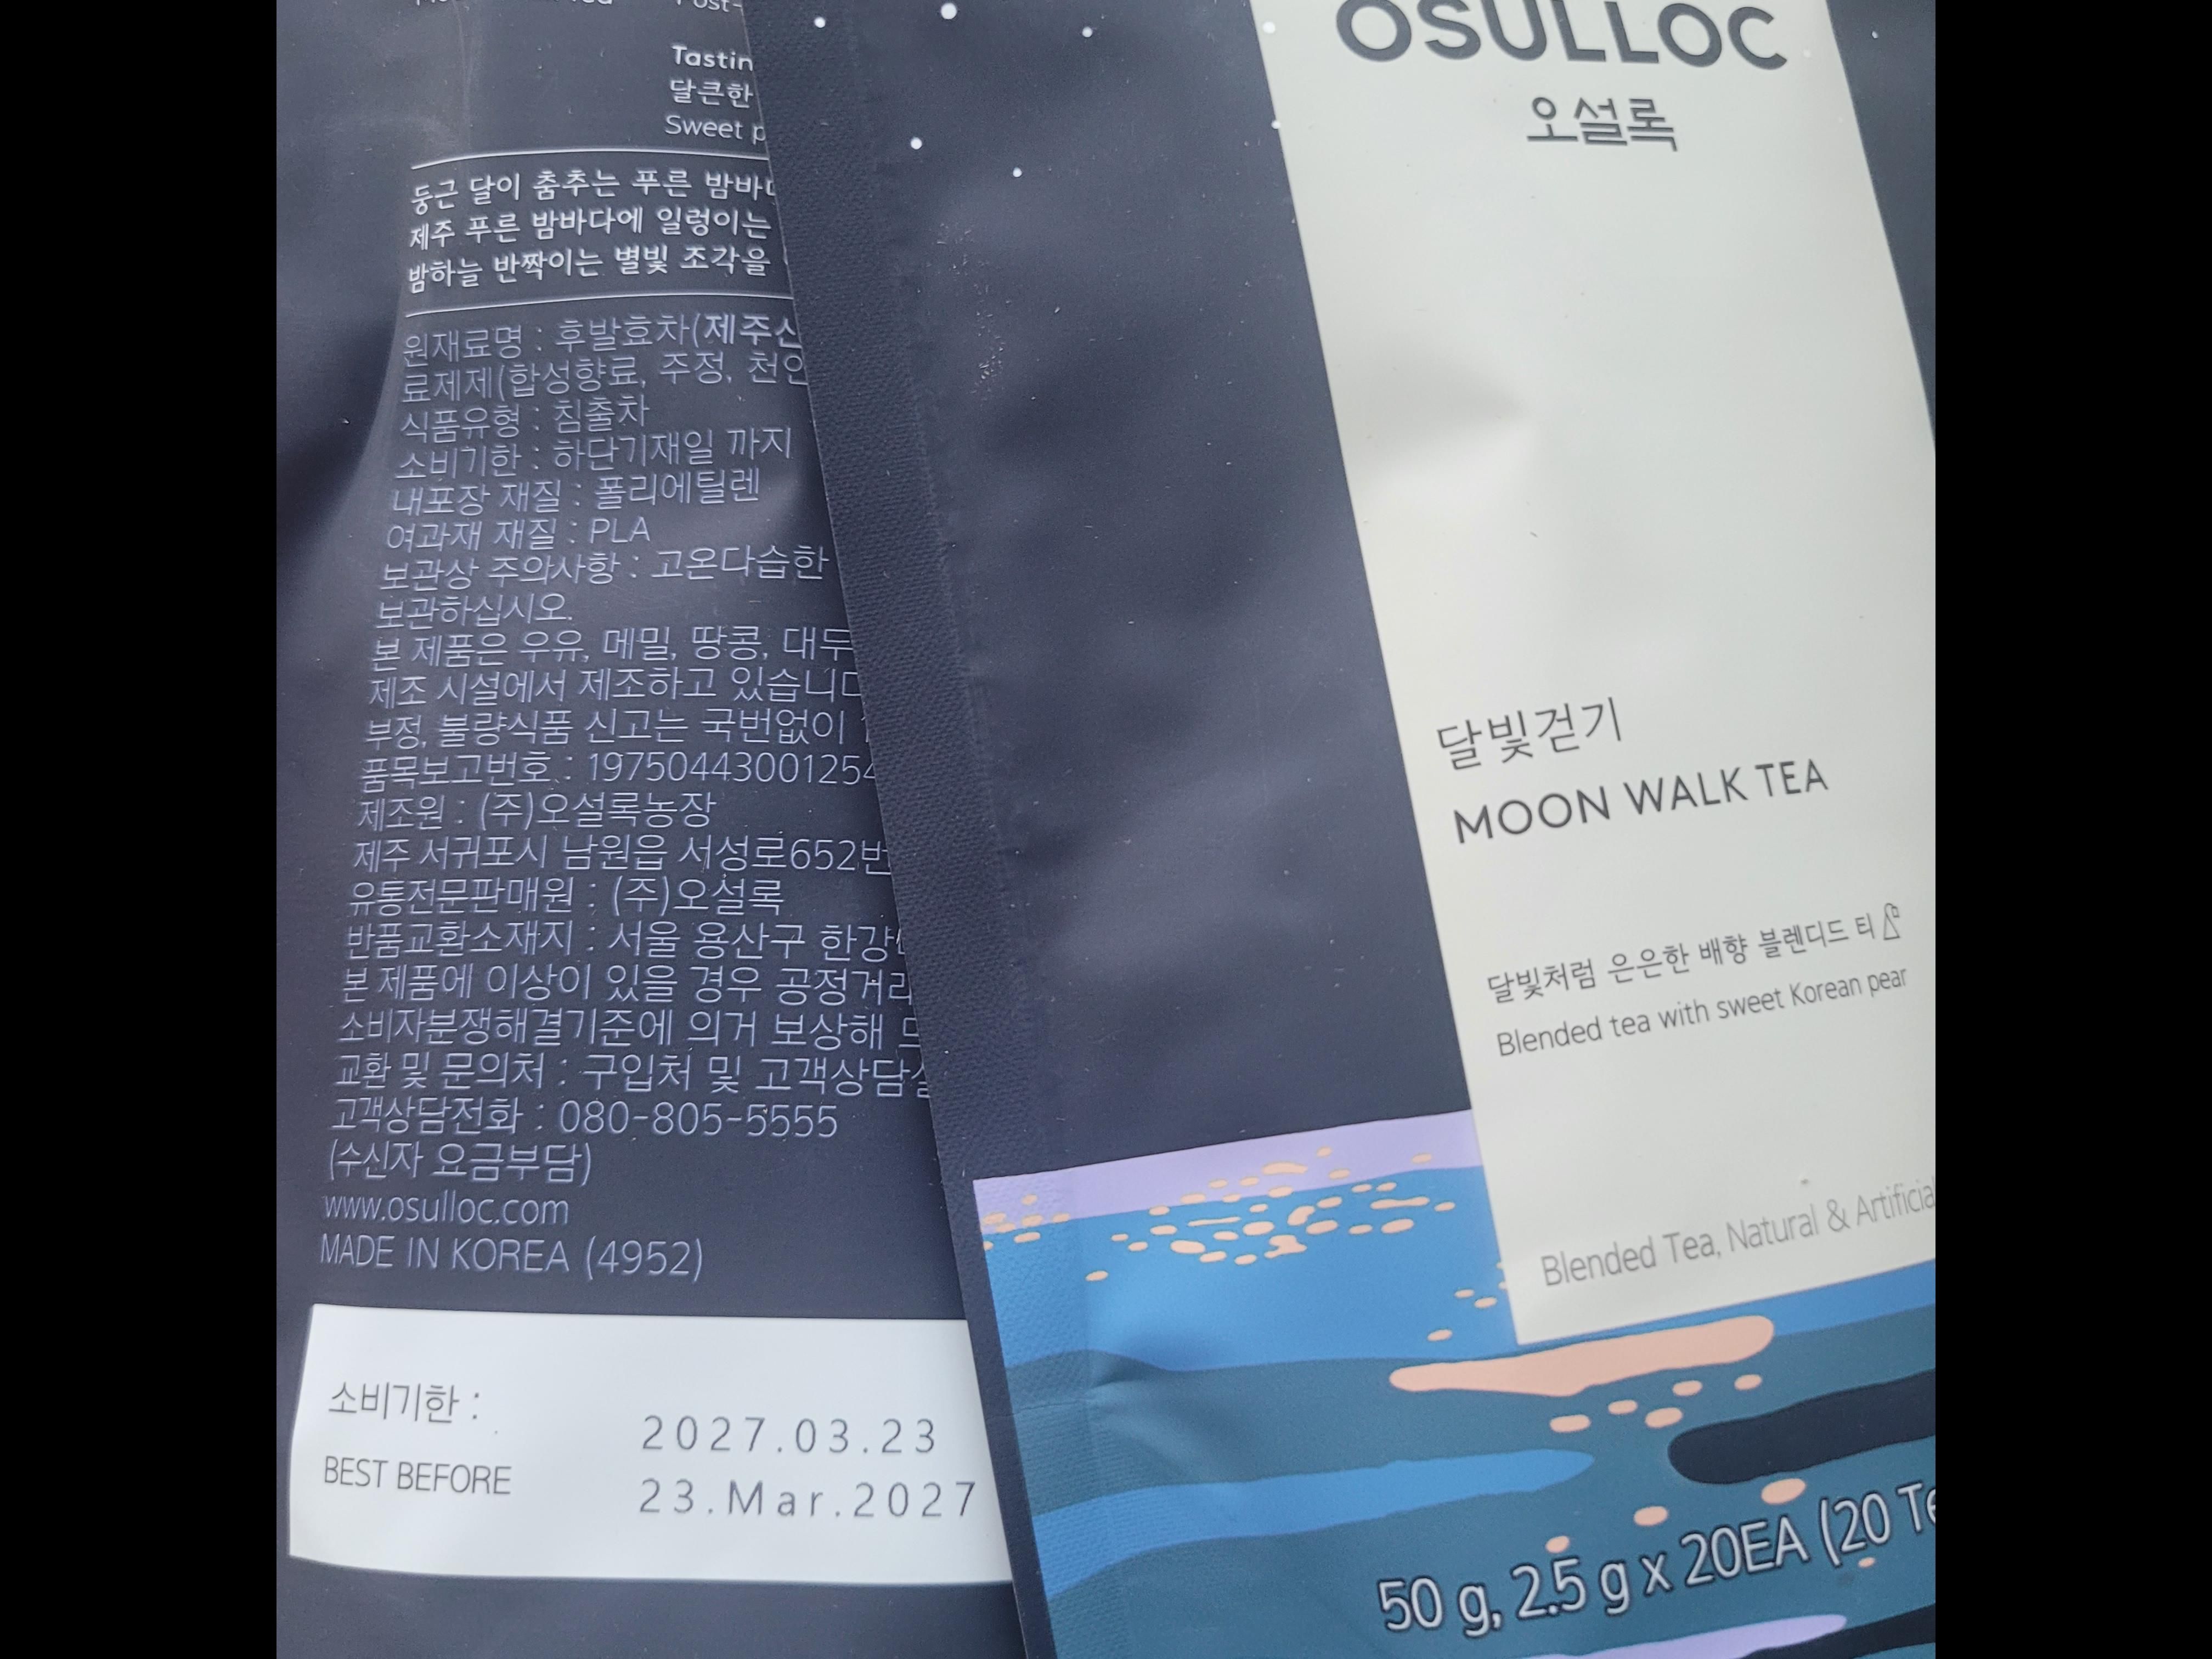 Tastin
달큰한
Sweet p
둥근 달이 춤추는 푸른 밤바다
제주 푸른 밤바다에 일렁이는
밤하늘 반짝이는 별빛 조각을
원재료명 : 후발효차(제주산
료제제(합성향료, 주정, 천연
식품유형 : 침출차
소비기한 : 하단기재일 까지
내포장 재질 : 폴리에틸렌
여과재 재질 : PLA
보관상 주의사항 : 고온다습한
보관하십시오.
본 제품은 우유, 메밀, 땅콩, 대두
제조 시설에서 제조하고 있습니다
부정, 불량식품 신고는 국번없이
품목보고번호 : 1975044300125
제조원 : (주)오설록농장
제주 서귀포시 남원읍 서성로652번
유통전문판매원 : (주)오설록
반품교환소재지 : 서울 용산구 한강
본 제품에 이상이 있을 경우 공정거래
소비자분쟁해결기준에 의거 보상해
교환 및 문의처 : 구입처 및 고객상담실
고객상담전화 : 080-805-5555
(수신자 요금부담)
www.osulloc.com
MADE IN KOREA (4952)
소비기한 :
2027.03.23
BEST BEFORE
23.Mar.2027
OSULLOC
오설록
달빛걷기
MOON WALK TEA
달빛처럼 은은한 배향 블렌디드 티
Blended tea with sweet Korean pear
Blended Tea, Natural & Artificia
50 g, 2.5 g x 20EA (20 Te